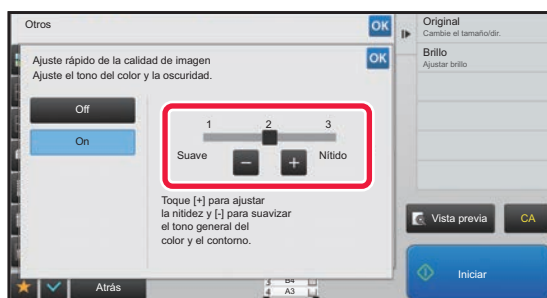 Otros
OK
Original
Cambie el tamaño/dir.
Ajuste rápido de la calidad de imagen
Ajuste el tono del color y la oscuridad.
OK
Brillo
Ajustar brillo
Off
On
1 2 3
Suave
Nítido
Toque [+] para ajustar
la nitidez y [-] para suavizar
el tono general del
color y el contorno.
Vista previa
CA
Atrás
3 B4
4 A3
Iniciar